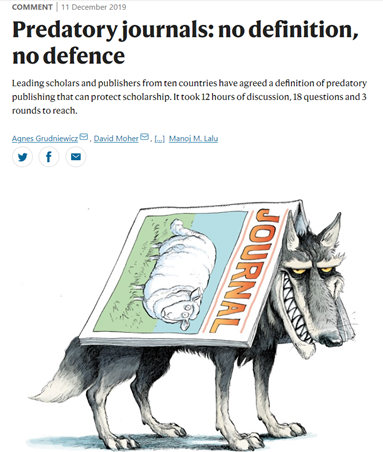 COMMENT | 11 December 2019
Predatory journals: no definition,
no defence
Leading scholars and publishers from ten countries have agreed a definition of predatory
publishing that can protect scholarship. It took 12 hours of discussion, 18 questions and 3
rounds to reach.
Agnes Grudniewicz, David Moher, [...] Manoj M. Lalu
JOURNAL